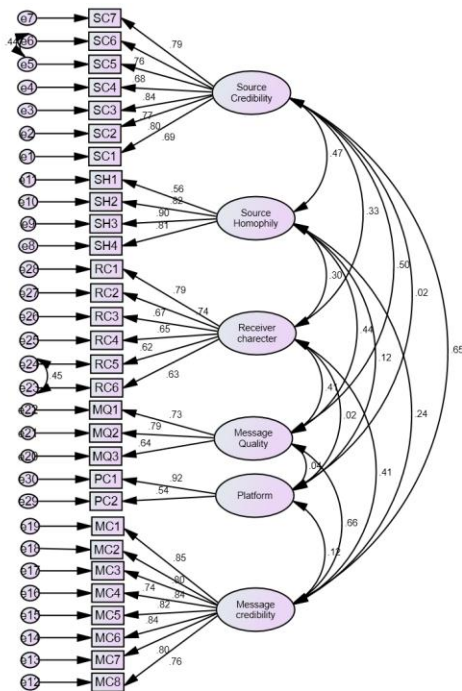 e7 SC7
.79
e6 SC6
.44
e5 SC5 .76
e4 SC4 .68
Source
Credibility
e3 SC3 .84
e2 SC2 .77
.80
e1 SC1 .69
.47
e11 SH1
.56
e10 SH2 .82
e9 SH3 .90
Source
Homophily
e8 SH4 .81
.33
e28 RC1
.30 .50
.79
.02
e27 RC2
.74
e26 RC3 .67
.44
Receiver
charecter
.12
e25 RC4 .65
.65
e24 RC5 .62
.45
e23 RC6 .63
.41
.02 .24
e22 MQ1 .73
e21 MQ2 .79
Message
Quality
e20 MQ3 .64
.41
.04
e30 PC1 .92
Platform
e29 PC2 .54
.66
e19 MC1
.12
.85
e18 MC2
.80
e17 MC3 .84
e16 MC4 .74
Message
credibility
e15 MC5 .82
e14 MC6 .84
e13 MC7 .80
e12 MC8 .76